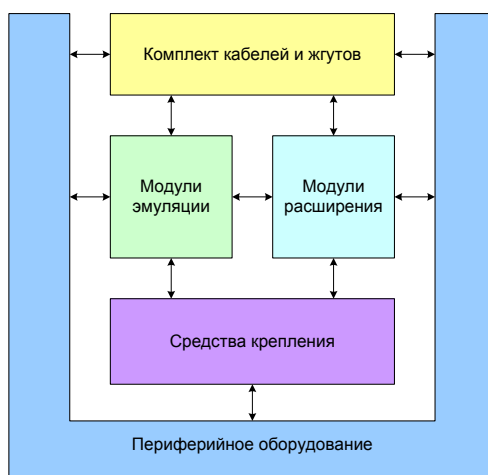 Комплект кабелей и жгутов
Модули
эмуляции
Модули
расширения
Средства крепления
Периферийное оборудование